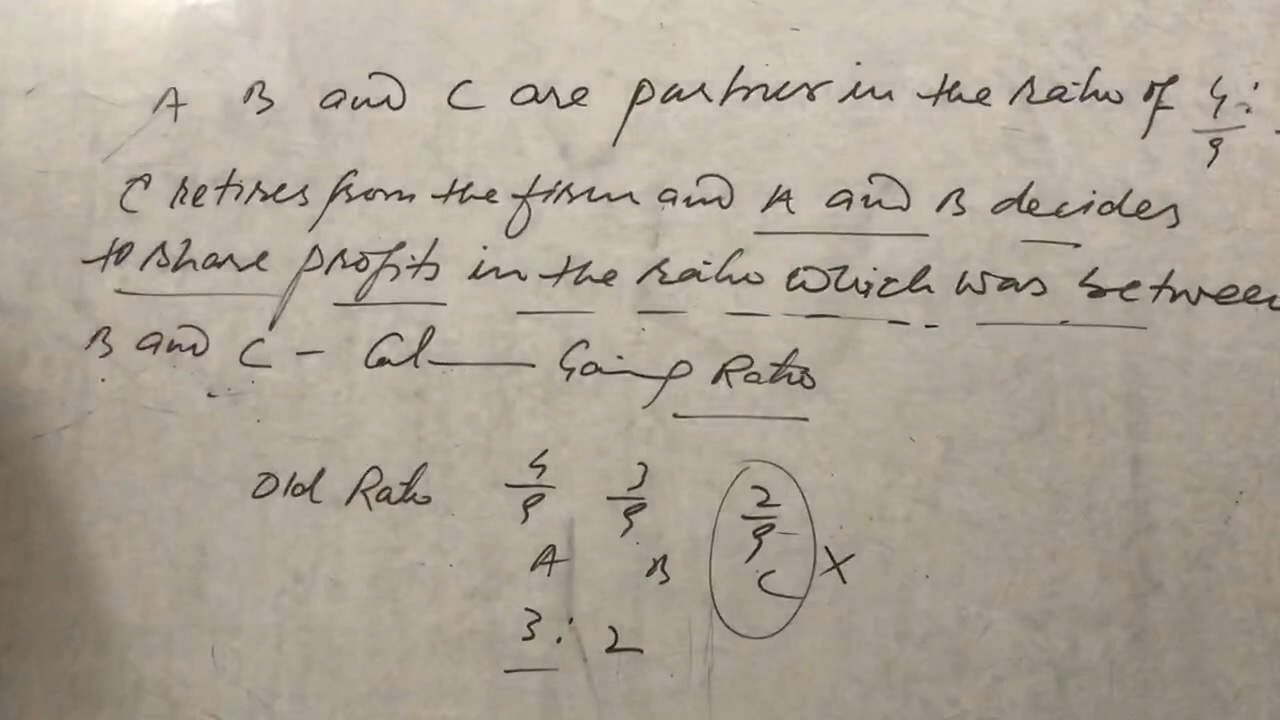 A B and C are partner in the ratio of 4/9 :
C retires from the firm and A and B decides
to share profits in the ratio which was between
B and C - Cal—— Gaing Ratio
Old Ratio 4/9 3/9 2/9
A B C X
3 : 2